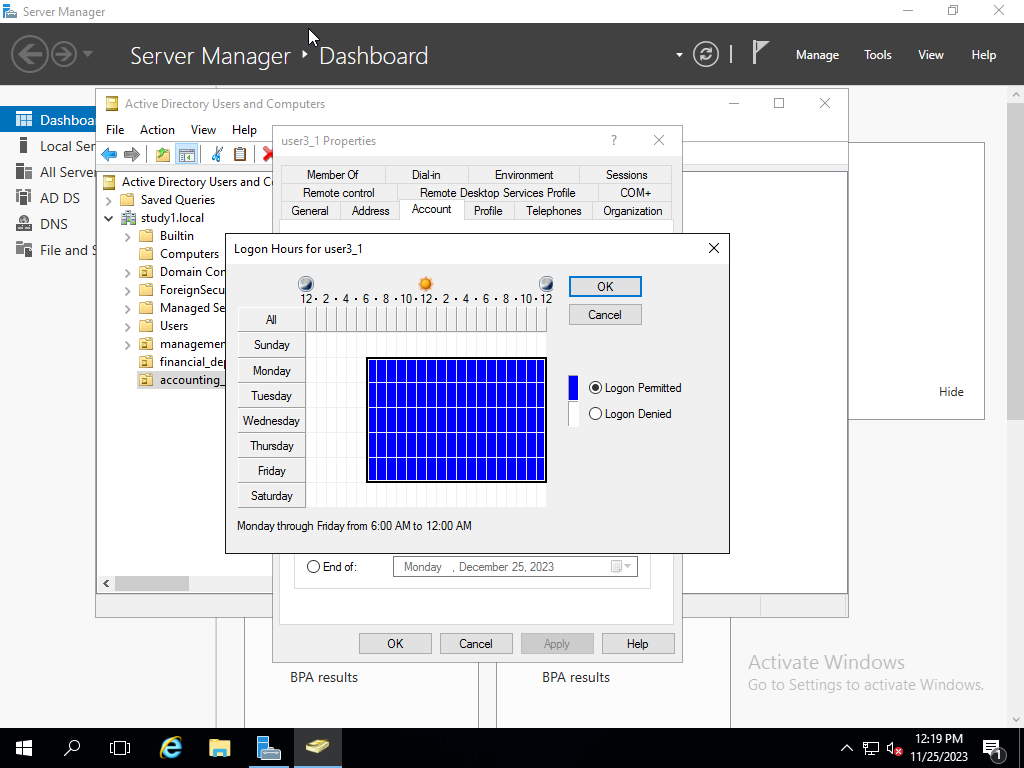 Server Manager
Server Manager • Dashboard
Manage
Tools
View
Help
Dashboa
Local Ser
All Server
AD DS
DNS
File and S
Active Directory Users and Computers
File
Action
View
Help
Active Directory Users and C
Saved Queries
study1.local
Builtin
Computers
Domain Con
ForeignSecu
Managed Se
Users
managemen
financial_dep
accounting_
user3_1 Properties
?
Member Of
Dial-in
Environment
Sessions
Remote control
Remote Desktop Services Profile
COM+
General
Address
Account
Profile
Telephones
Organization
Logon Hours for user3_1
12 • 2 • 4 • 6 • 8 • 10 • 12 • 2 • 4 • 6 • 8 • 10 • 12
All
Sunday
Monday
Tuesday
Wednesday
Thursday
Friday
Saturday
OK
Cancel
Logon Permitted
Logon Denied
Monday through Friday from 6:00 AM to 12:00 AM
End of:
Monday , December 25, 2023
OK
Cancel
Apply
Help
Hide
BPA results
BPA results
Activate Windows
Go to Settings to activate Windows.
12:19 PM
11/25/2023
1